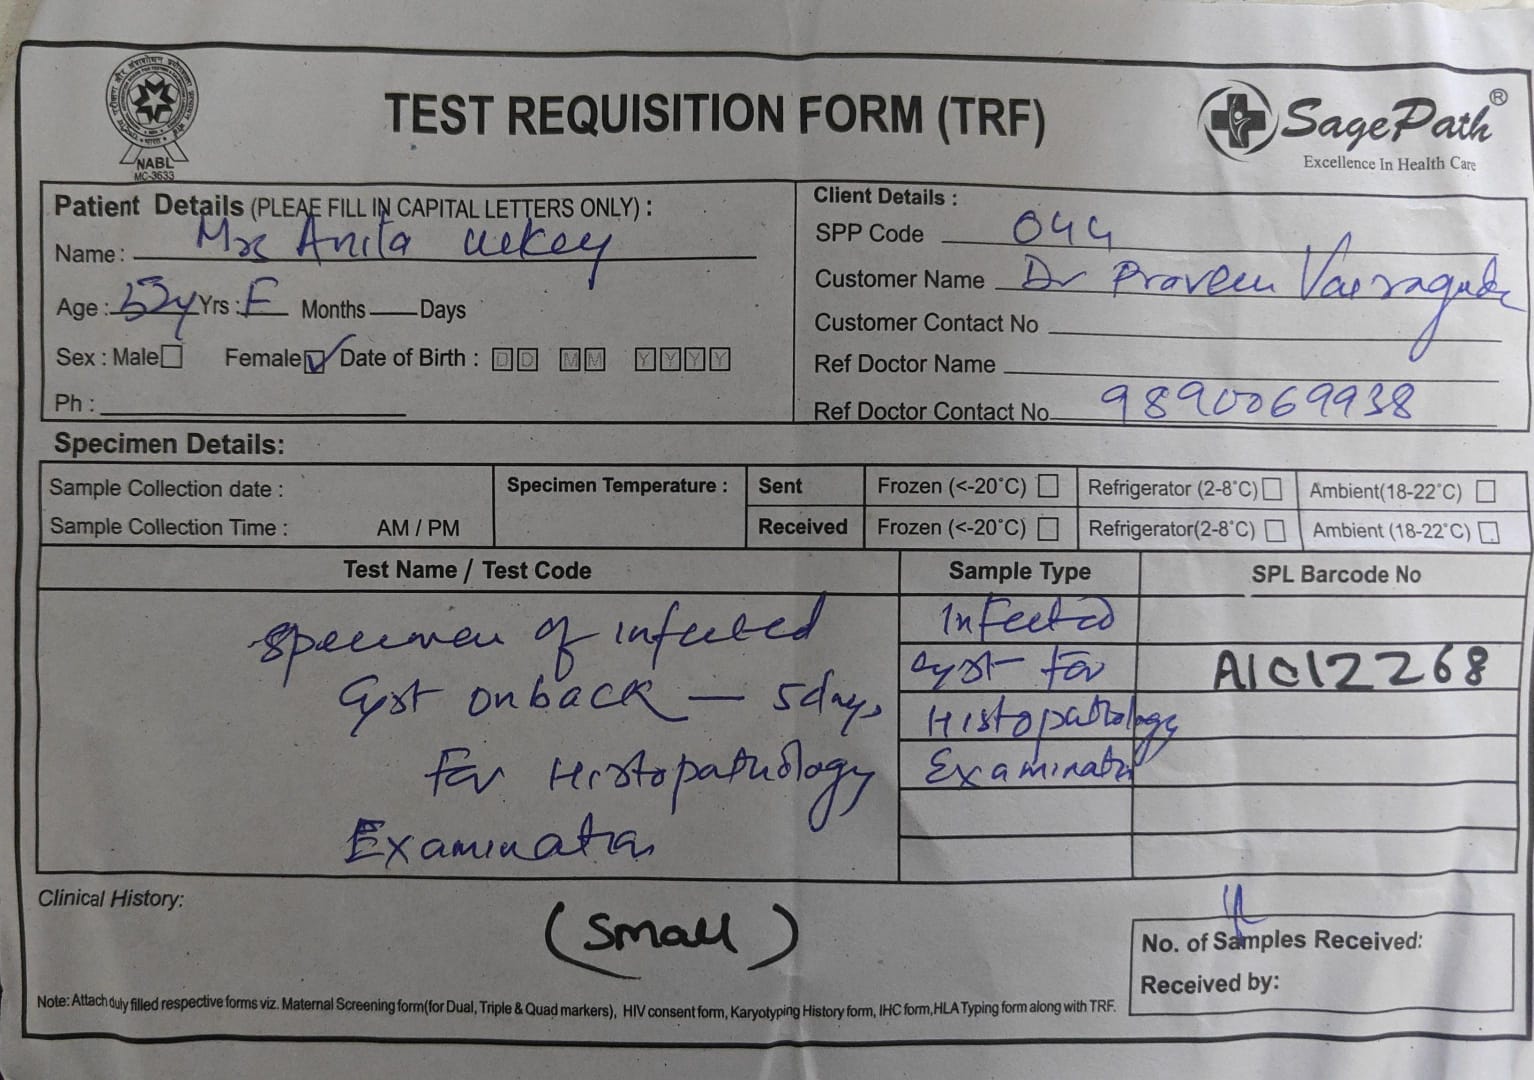 TEST REQUISITION FORM (TRF)
NABL
MC-3633
SagePath®
Excellence In Health Care
Patient Details (PLEAE FILL IN CAPITAL LETTERS ONLY) :
Name : Mrs Anita Uekey
Age : 52y Yrs : F Months Days
Sex : Male Female Date of Birth : DD MM YYYY
Ph :
Client Details :
SPP Code 044
Customer Name Dr Praveen
Customer Contact No
Ref Doctor Name
Ref Doctor Contact No. 9890069938
Specimen Details:
Sample Collection date :
Sample Collection Time : AM / PM
Specimen Temperature :
Sent Frozen (<-20°C) Refrigerator (2-8°C) Ambient(18-22°C)
Received Frozen (<-20°C) Refrigerator(2-8°C) Ambient (18-22°C)
Test Name / Test Code Sample Type SPL Barcode No
specimen of infected
cyst on back — 5 days
for Histopathology
Examination
Infected
cyst for
Histopathology
Examination
A1012268
Clinical History:
(Small)
No. of Samples Received:
Received by:
Note: Attach duly filled respective forms viz. Maternal Screening form(for Dual, Triple & Quad markers), HIV consent form, Karyotyping History form, IHC form,HLA Typing form along with TRF.